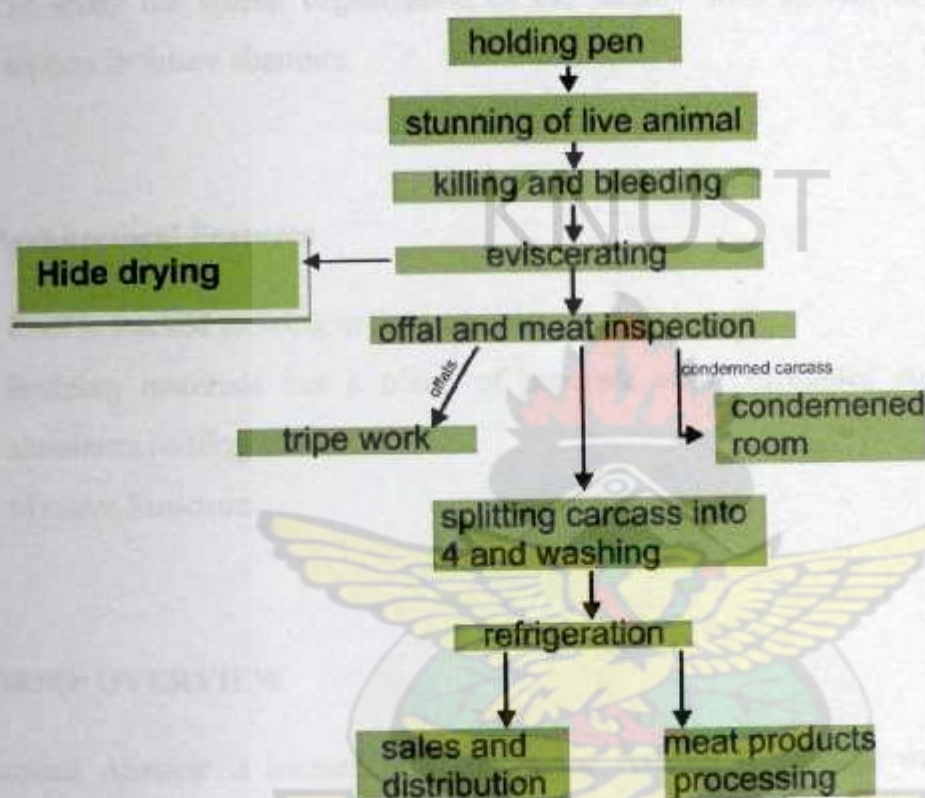 holding pen
stunning of live animal
killing and bleeding
KNUST
eviscerating
Hide drying
offal and meat inspection
offals
condemned carcass
tripe work
condemened
room
splitting carcass into
4 and washing
refrigeration
sales and
distribution
meat products
processing